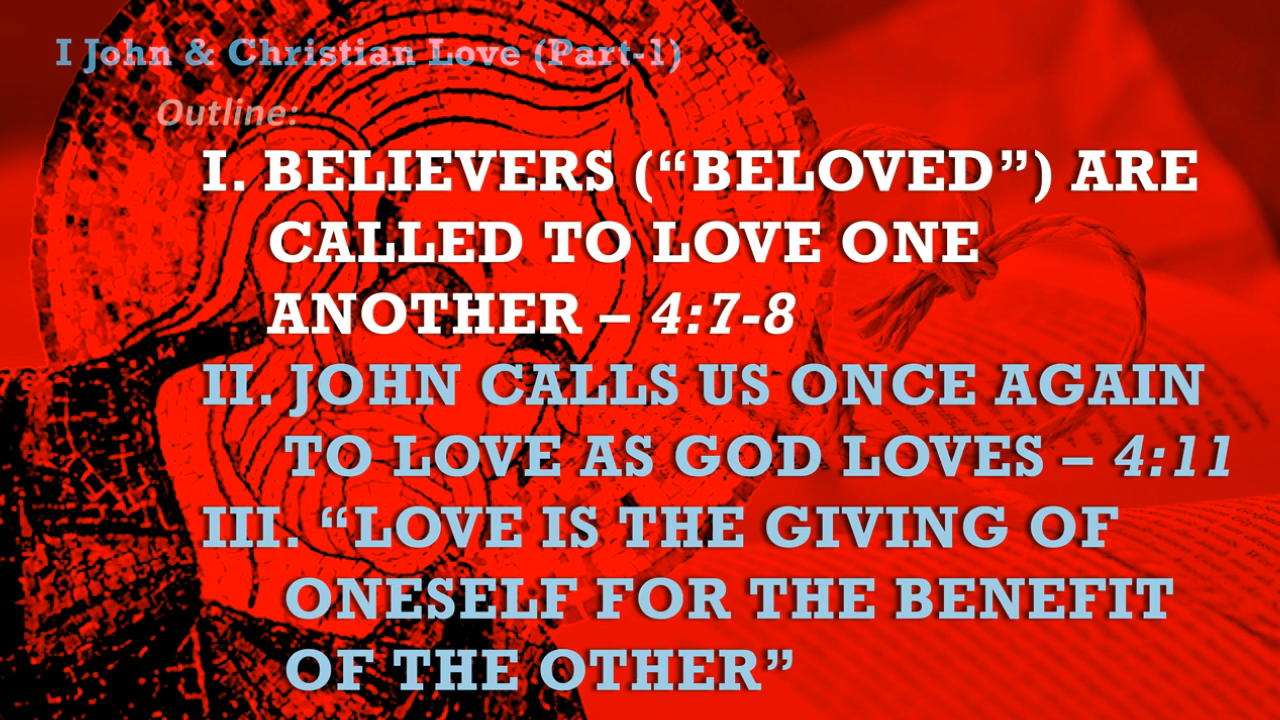 I John & Christian Love (Part-1)
Outline:
I. BELIEVERS (“BELOVED”) ARE
CALLED TO LOVE ONE
ANOTHER – 4:7-8
II. JOHN CALLS US ONCE AGAIN
TO LOVE AS GOD LOVES – 4:11
III. “LOVE IS THE GIVING OF
ONESELF FOR THE BENEFIT
OF THE OTHER”